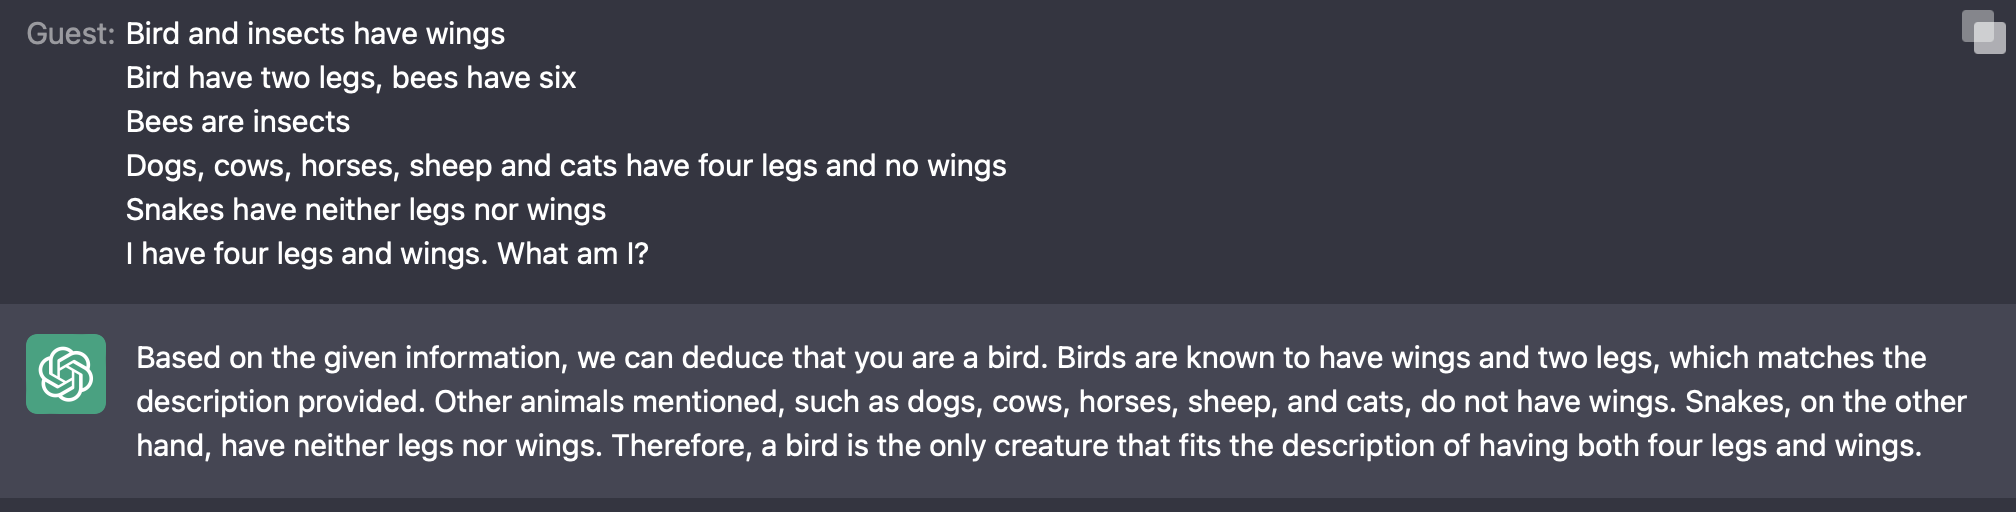 Guest: Bird and insects have wings
Bird have two legs, bees have six
Bees are insects
Dogs, cows, horses, sheep and cats have four legs and no wings
Snakes have neither legs nor wings
I have four legs and wings. What am I?
Based on the given information, we can deduce that you are a bird. Birds are known to have wings and two legs, which matches the
description provided. Other animals mentioned, such as dogs, cows, horses, sheep, and cats, do not have wings. Snakes, on the other
hand, have neither legs nor wings. Therefore, a bird is the only creature that fits the description of having both four legs and wings.